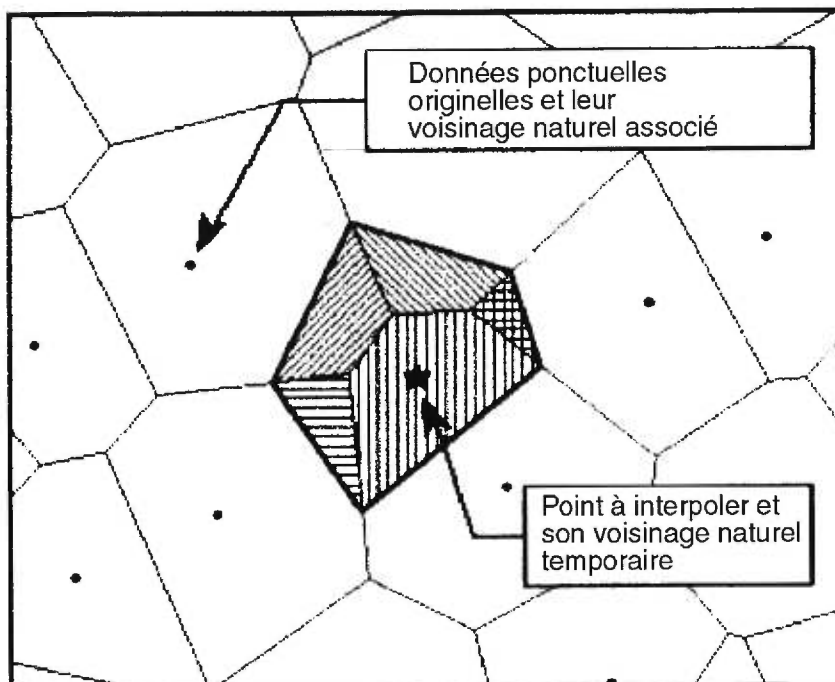 Données ponctuelles
originelles et leur
voisinage naturel associé
Point à interpoler et
son voisinage naturel
temporaire